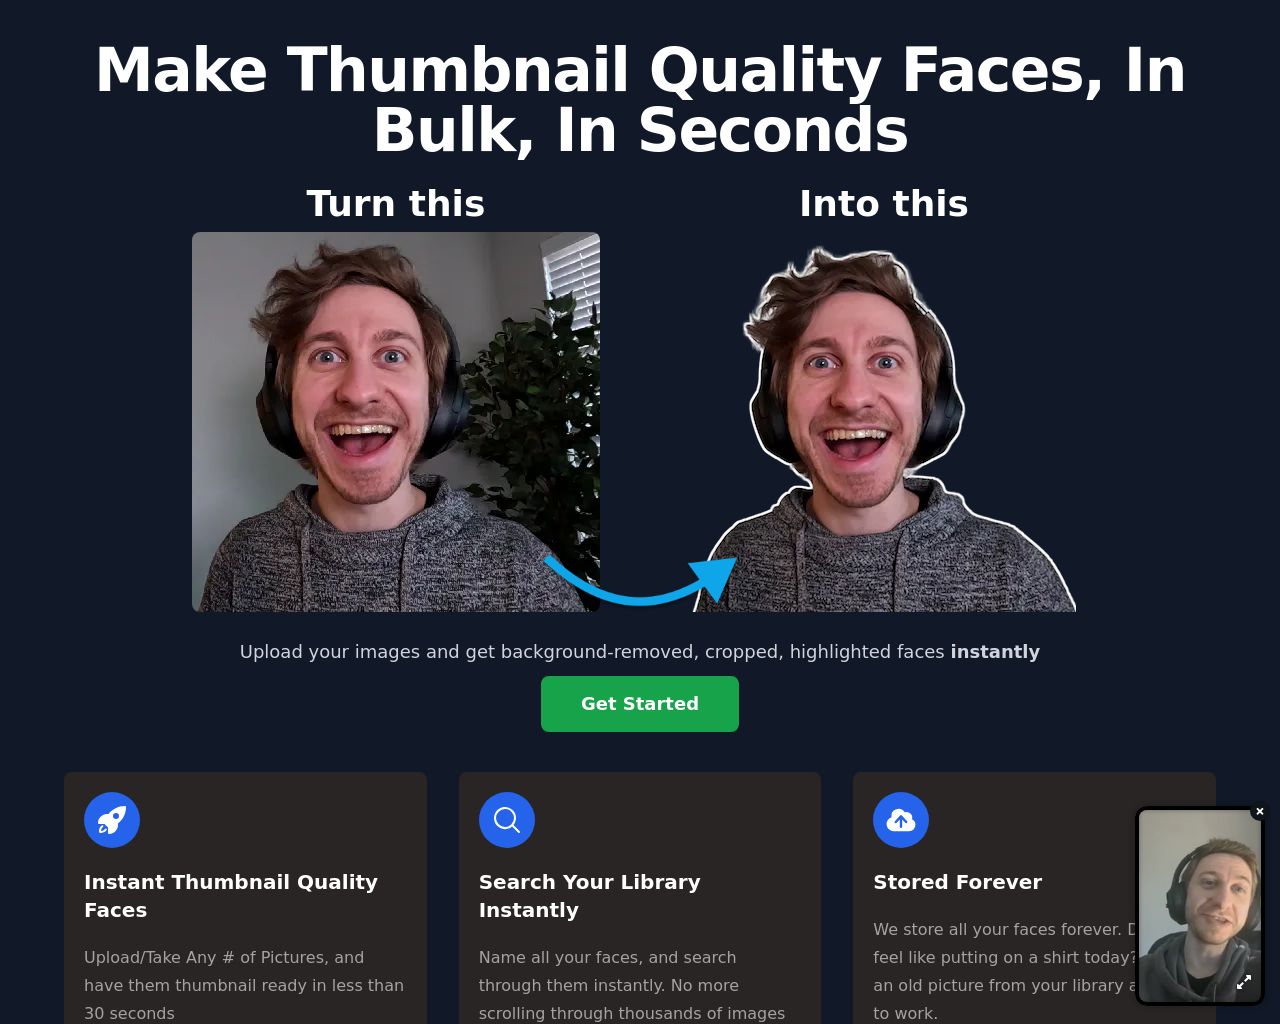 Make Thumbnail Quality Faces, In
Bulk, In Seconds
Turn this
Into this
Upload your images and get background-removed, cropped, highlighted faces instantly
Get Started
Instant Thumbnail Quality
Faces
Upload/Take Any # of Pictures, and
have them thumbnail ready in less than
30 seconds
Search Your Library
Instantly
Name all your faces, and search
through them instantly. No more
scrolling through thousands of images
Stored Forever
We store all your faces forever.
feel like putting on a shirt today?
an old picture from your library
to work.